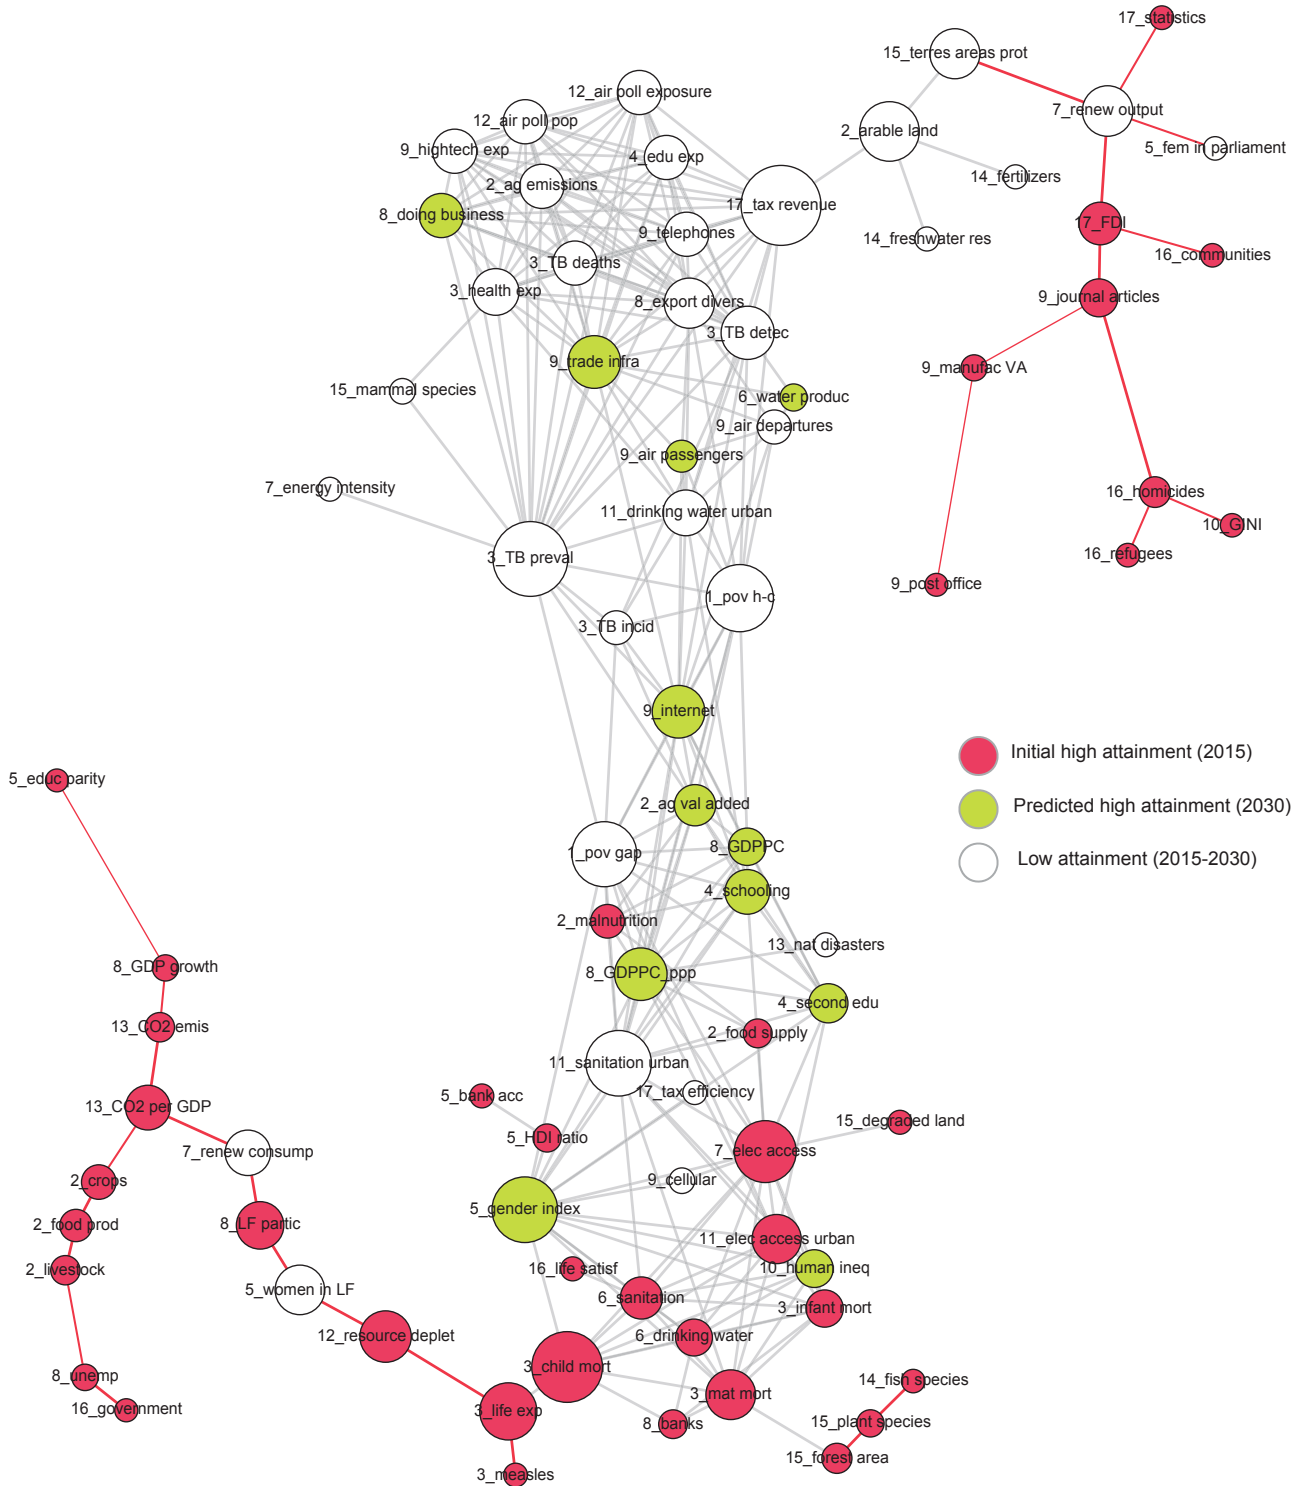 17_statistics
15_terres areas prot
12_air poll exposure
7_renew output
12_air poll pop
2_arable land
5_fem in parliament
9_hightech exp
4_edu exp
14_fertilizers
2_ag emissions
17_tax revenue
8_doing business
17_FDI
9_telephones
14_freshwater res
16_communities
3_TB deaths
3_health exp
9_journal articles
8_export divers
3_TB detec
9_trade infra
9_manufac VA
15_mammal species
6_water produc
9_air departures
9_air passengers
7_energy intensity
16_homicides
11_drinking water urban
10_GINI
3_TB preval
16_refugees
9_post office
1_pov h-c
3_TB incid
9_internet
Initial high attainment (2015)
5_educ parity
2_ag val added
Predicted high attainment (2030)
8_GDPPC
1_pov gap
Low attainment (2015-2030)
4_schooling
2_malnutrition
13_nat disasters
8_GDP growth
8_GDPPC_ppp
4_second edu
13_CO2 emis
2_food supply
11_sanitation urban
17_tax efficiency
5_bank acc
13_CO2 per GDP
15_degraded land
5_HDI ratio
7_renew consump
7_elec access
9_cellular
2_crops
5_gender index
2_food prod
8_LF partic
11_elec access urban
2_livestock
16_life satisf
10_human ineq
5_women in LF
6_sanitation
3_infant mort
12_resource deplet
6_drinking water
3_child mort
8_unemp
14_fish species
3_mat mort
16_government
3_life exp
8_banks
15_plant species
15_forest area
3_measles